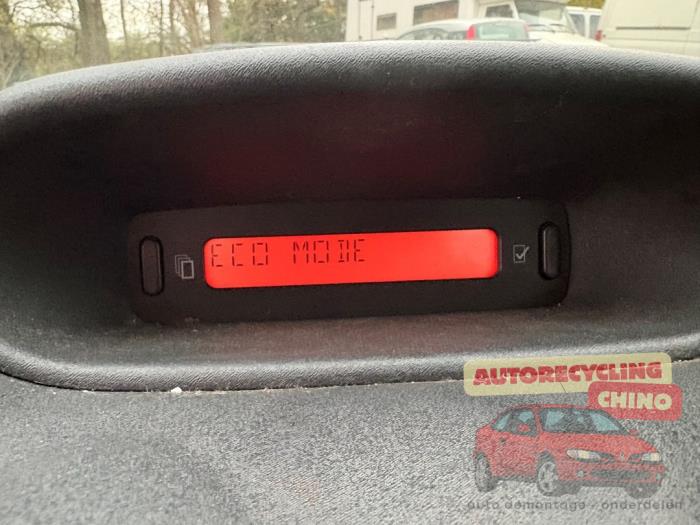 ECO MODE
AUTORECYCLING
CHINO
auto demontage - onderdelen